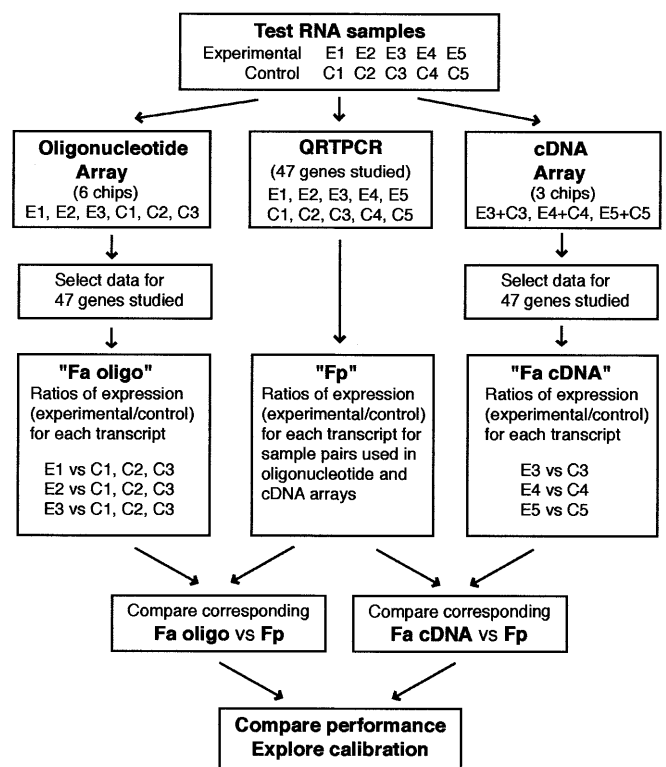 Test RNA samples
Experimental E1 E2 E3 E4 E5
Control C1 C2 C3 C4 C5
Oligonucleotide
Array
(6 chips)
E1, E2, E3, C1, C2, C3
QRTPCR
(47 genes studied)
E1, E2, E3, E4, E5
C1, C2, C3, C4, C5
cDNA
Array
(3 chips)
E3+C3, E4+C4, E5+C5
Select data for
47 genes studied
Select data for
47 genes studied
"Fa oligo"
Ratios of expression
(experimental/control)
for each transcript
E1 vs C1, C2, C3
E2 vs C1, C2, C3
E3 vs C1, C2, C3
"Fp"
Ratios of expression
(experimental/control)
for each transcript for
sample pairs used in
oligonucleotide and
cDNA arrays
"Fa cDNA"
Ratios of expression
(experimental/control)
for each transcript
E3 vs C3
E4 vs C4
E5 vs C5
Compare corresponding
Fa oligo vs Fp
Compare corresponding
Fa cDNA vs Fp
Compare performance
Explore calibration